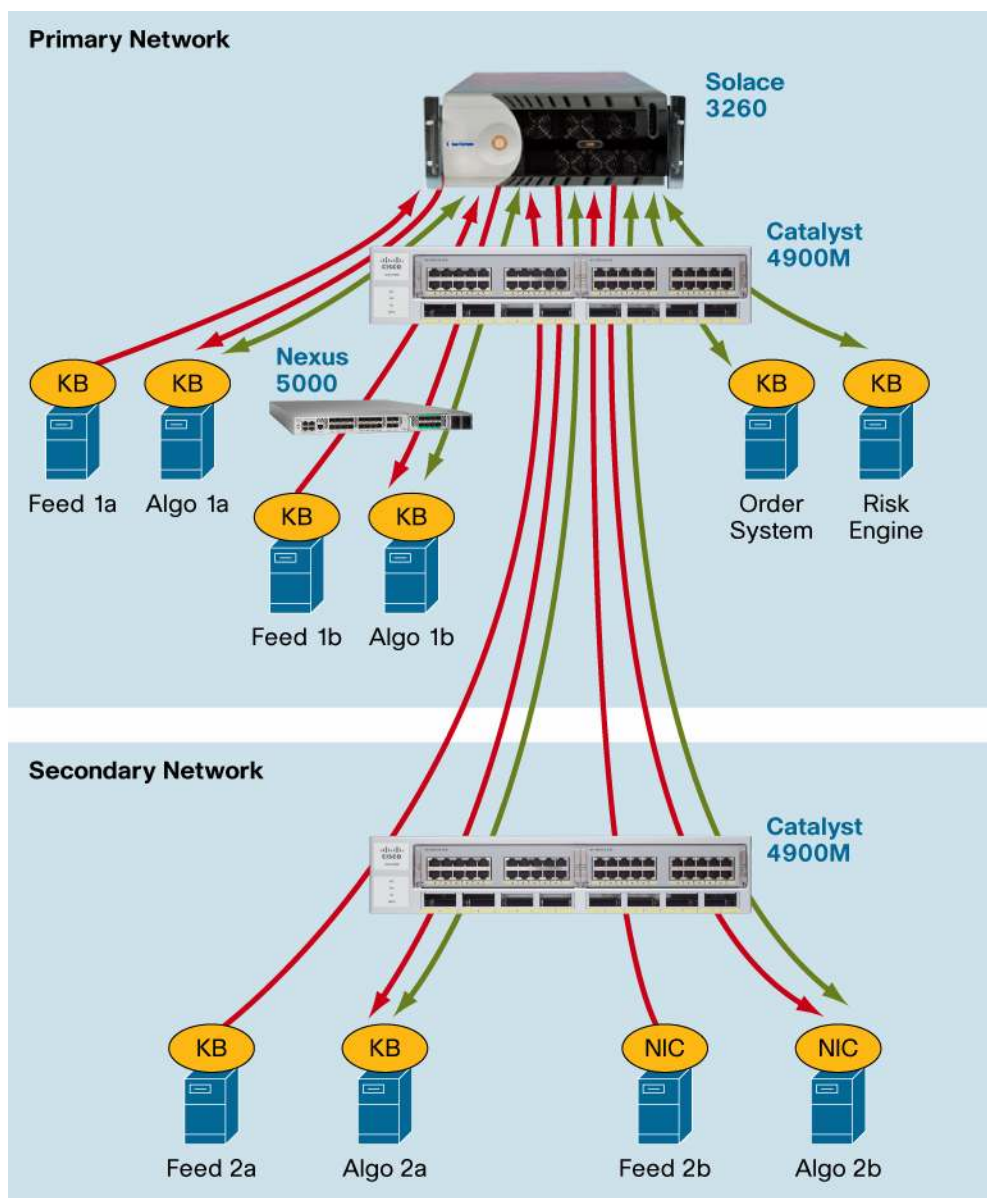 Primary Network
Solace
3260
Catalyst
4900M
CISCO
KB
KB
Nexus
5000
KB
KB
Feed 1a
Algo 1a
KB
KB
Order
System
Risk
Engine
Feed 1b
Algo 1b
Secondary Network
Catalyst
4900M
CISCO
KB
KB
NIC
NIC
Feed 2a
Algo 2a
Feed 2b
Algo 2b